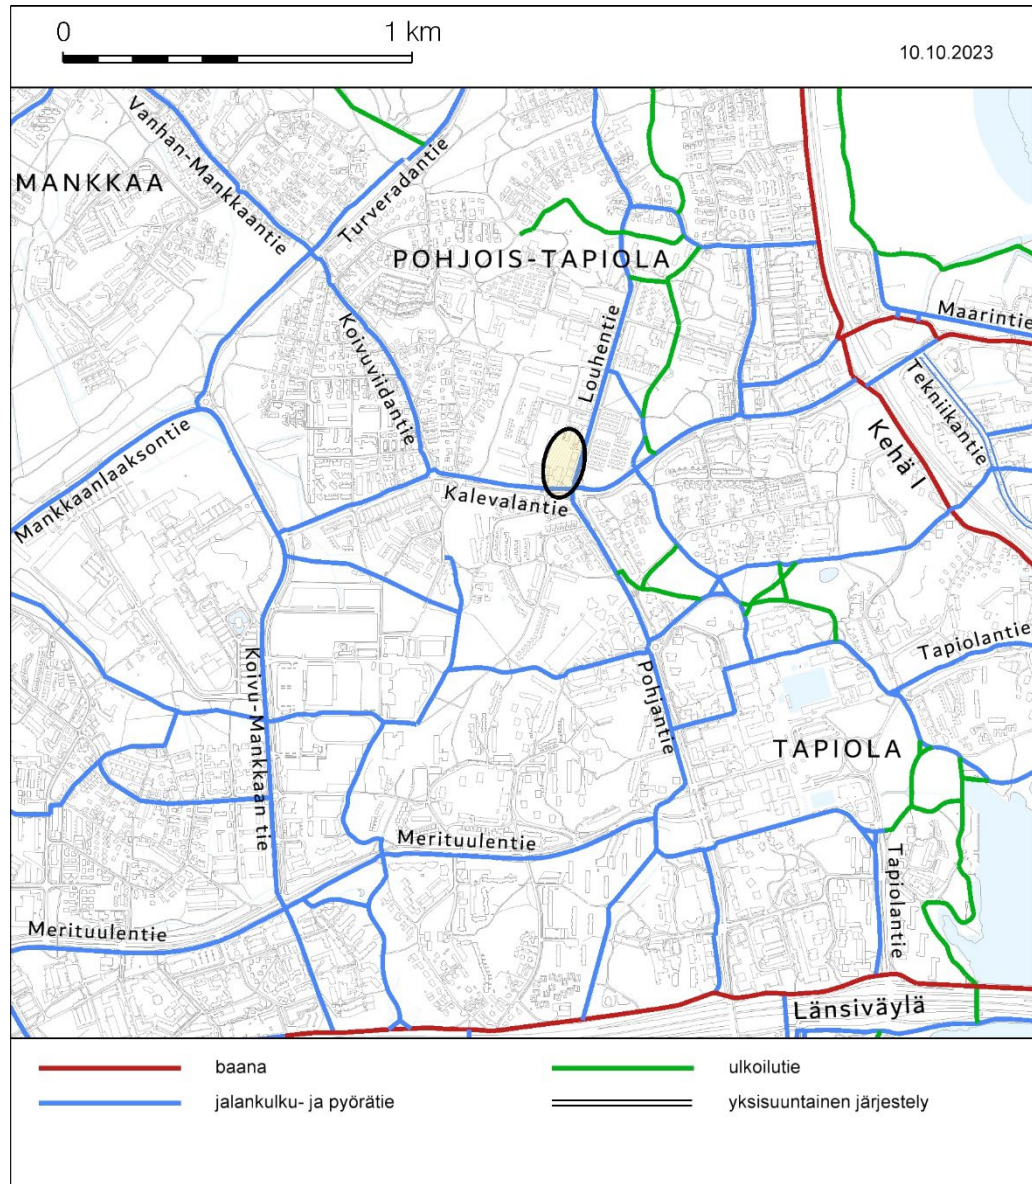 0 1 km
10.10.2023
Vanhan-Mankkaantie
MANKKAA
Turveradantie
POHJOIS-TAPIOLA
Maarintie
Koivuviidantie
Louhentie
Tekniikantie
Kehä I
Mankkaanlaaksontie
Kalevalantie
Tapiolantie
Koivu-Mankkaan tie
Pohjantie
TAPIOLA
Merituulentie
Tapiolantie
Merituulentie
Länsiväylä
baana
ulkoilutie
jalankulku- ja pyörätie
yksisuuntainen järjestely